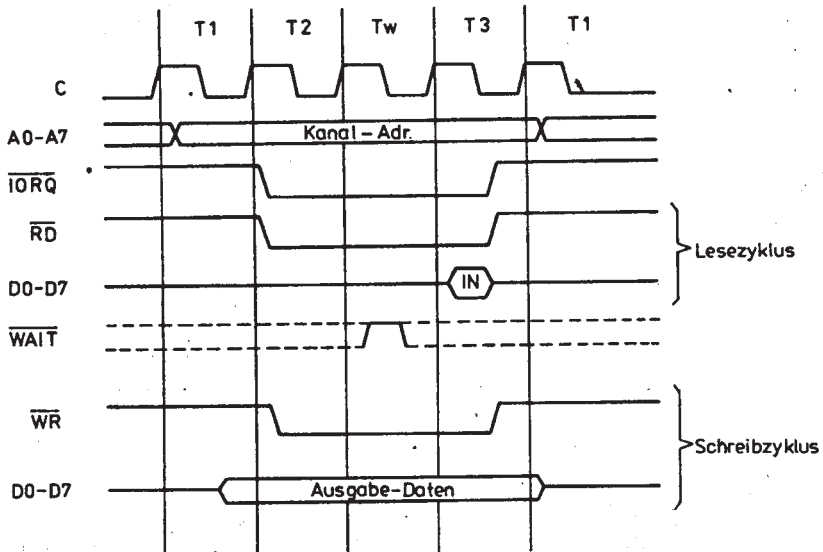 T1 T2 Tw T3 T1
C
A0-A7 Kanal-Adr.
IORQ
RD
Lesezyklus
D0-D7 IN
WAIT
WR
Schreibzyklus
D0-D7 Ausgabe-Daten